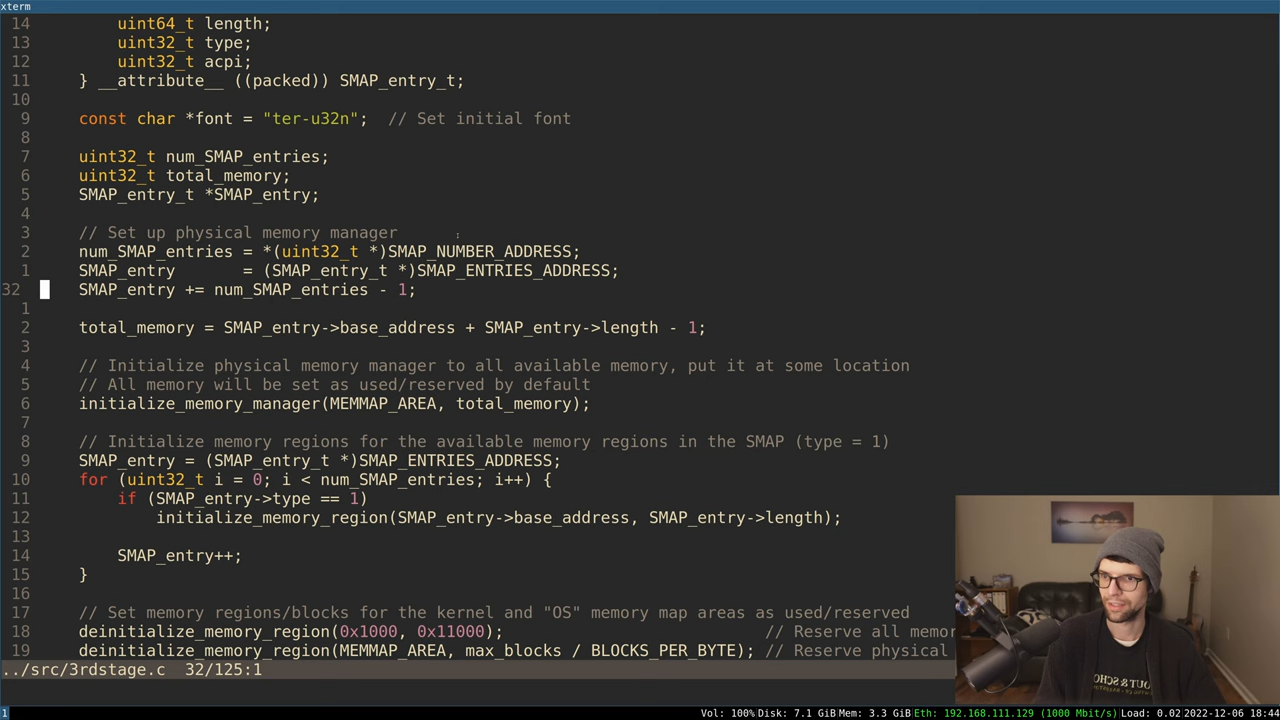 xterm
14 uint64_t length;
13 uint32_t type;
12 uint32_t acpi;
11 } __attribute__ ((packed)) SMAP_entry_t;
10
9 const char *font = "ter-u32n"; // Set initial font
8
7 uint32_t num_SMAP_entries;
6 uint32_t total_memory;
5 SMAP_entry_t *SMAP_entry;
4
3 // Set up physical memory manager
2 num_SMAP_entries = *(uint32_t *)SMAP_NUMBER_ADDRESS;
1 SMAP_entry = (SMAP_entry_t *)SMAP_ENTRIES_ADDRESS;
32 SMAP_entry += num_SMAP_entries - 1;
1
2 total_memory = SMAP_entry->base_address + SMAP_entry->length - 1;
3
4 // Initialize physical memory manager to all available memory, put it at some location
5 // All memory will be set as used/reserved by default
6 initialize_memory_manager(MEMMAP_AREA, total_memory);
7
8 // Initialize memory regions for the available memory regions in the SMAP (type = 1)
9 SMAP_entry = (SMAP_entry_t *)SMAP_ENTRIES_ADDRESS;
10 for (uint32_t i = 0; i < num_SMAP_entries; i++) {
11 if (SMAP_entry->type == 1)
12 initialize_memory_region(SMAP_entry->base_address, SMAP_entry->length);
13
14 SMAP_entry++;
15 }
16
17 // Set memory regions/blocks for the kernel and "OS" memory map areas as used/reserved
18 deinitialize_memory_region(0x1000, 0x11000); // Reserve all memor
19 deinitialize_memory_region(MEMMAP_AREA, max_blocks / BLOCKS_PER_BYTE); // Reserve physical
../src/3rdstage.c 32/125:1
OUT & SCHO
1 Vol: 100% Disk: 7.1 GiB Mem: 3.3 GiB Eth: 192.168.111.129 (1000 Mbit/s) Load: 0.02 2022-12-06 18:44